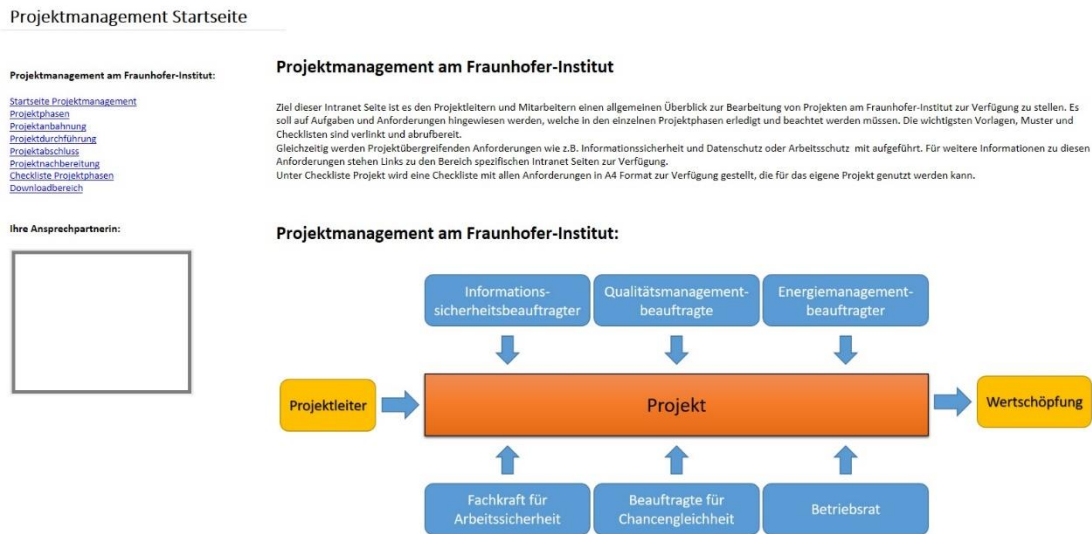 Projektmanagement Startseite
Projektmanagement am Fraunhofer-Institut:
Startseite Projektmanagement
Projektphasen
Projektanbahnung
Projektdurchführung
Projektabschluss
Projektnachbereitung
Checkliste Projektphasen
Downloadbereich
Ihre Ansprechpartnerin:
Projektmanagement am Fraunhofer-Institut
Ziel dieser Intranet Seite ist es den Projektleitern und Mitarbeitern einen allgemeinen Überblick zur Bearbeitung von Projekten am Fraunhofer-Institut zur Verfügung zu stellen. Es
soll auf Aufgaben und Anforderungen hingewiesen werden, welche in den einzelnen Projektphasen erledigt und beachtet werden müssen. Die wichtigsten Vorlagen, Muster und
Checklisten sind verlinkt und abrufbereit.
Gleichzeitig werden Projektübergreifenden Anforderungen wie z.B. Informationssicherheit und Datenschutz oder Arbeitsschutz mit aufgeführt. Für weitere Informationen zu diesen
Anforderungen stehen Links zu den Bereich spezifischen Intranet Seiten zur Verfügung.
Unter Checkliste Projekt wird eine Checkliste mit allen Anforderungen in A4 Format zur Verfügung gestellt, die für das eigene Projekt genutzt werden kann.
Projektmanagement am Fraunhofer-Institut:
Informations-
sicherheitsbeauftragter
Qualitätsmanagement-
beauftragte
Energiemanagement-
beauftragter
Projektleiter
Projekt
Wertschöpfung
Fachkraft für
Arbeitssicherheit
Beauftragte für
Chancengleichheit
Betriebsrat